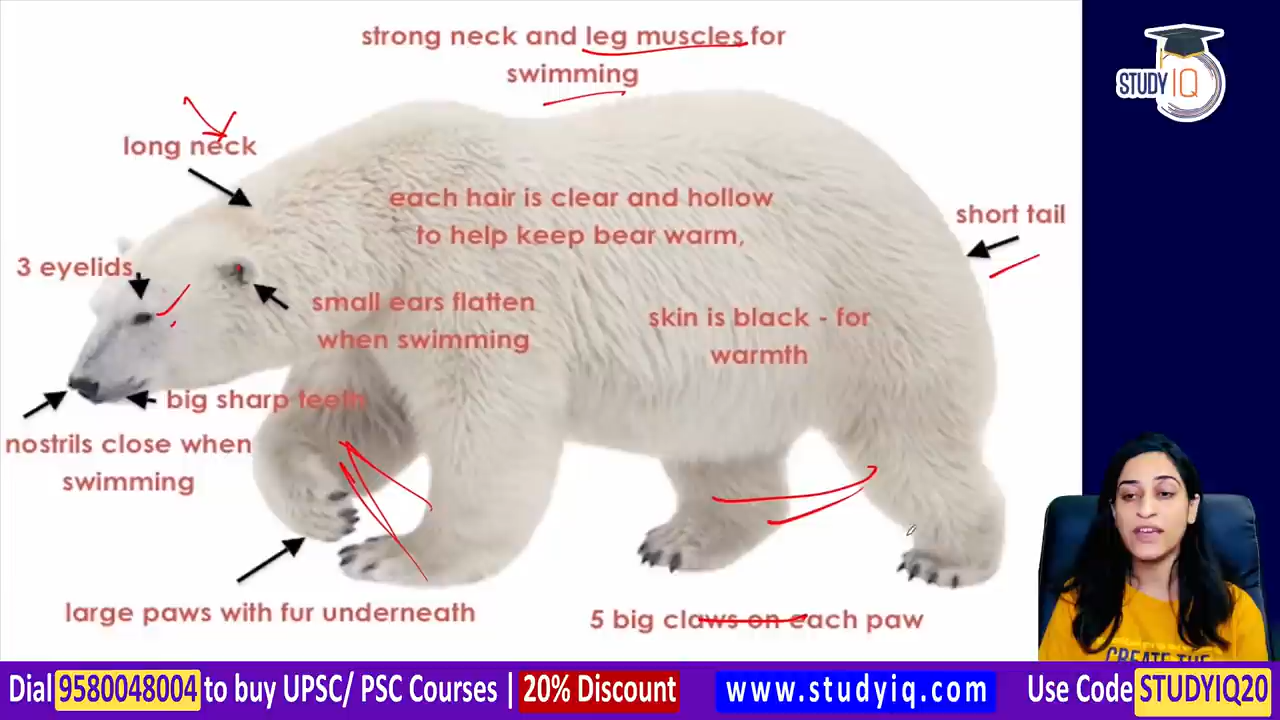 strong neck and leg muscles for
swimming
STUDY IQ
long neck
each hair is clear and hollow
to help keep bear warm,
short tail
3 eyelids
small ears flatten
when swimming
skin is black - for
warmth
big sharp teeth
nostrils close when
swimming
large paws with fur underneath
5 big claws on each paw
CREATE THE
Dial 9580048004 to buy UPSC/ PSC Courses | 20% Discount
www.studyiq.com
Use Code STUDYIQ20